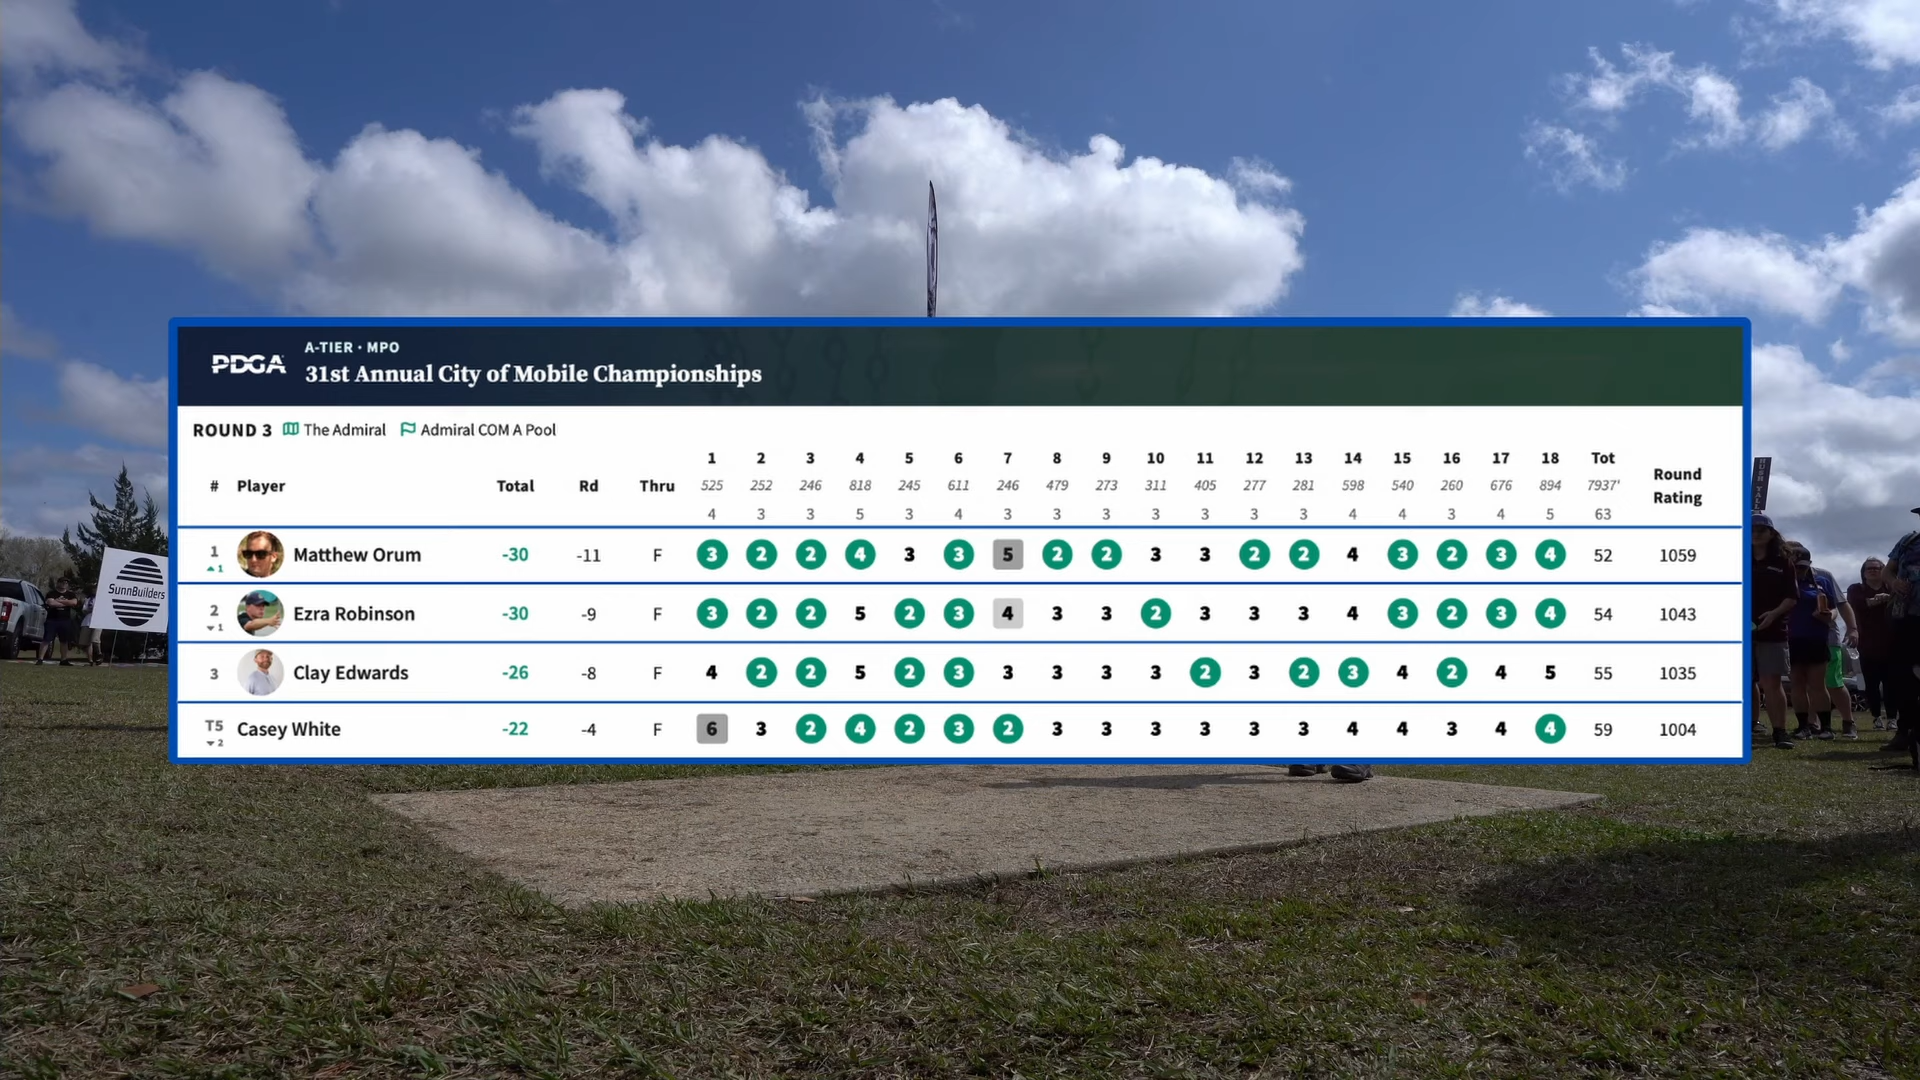 PDGA
A-TIER · MPO
31st Annual City of Mobile Championships
ROUND 3 The Admiral Admiral COM A Pool
1 2 3 4 5 6 7 8 9 10 11 12 13 14 15 16 17 18 Tot
# Player Total Rd Thru 525 252 246 818 245 611 246 479 273 311 405 277 281 598 540 260 676 894 7937' Round Rating
4 3 3 5 3 4 3 3 3 3 3 3 3 4 4 3 4 5 63
1 1 Matthew Orum -30 -11 F 3 2 2 4 3 3 5 2 2 3 3 2 2 4 3 2 3 4 52 1059
2 1 Ezra Robinson -30 -9 F 3 2 2 5 2 3 4 3 3 2 3 3 3 4 3 2 3 4 54 1043
3 Clay Edwards -26 -8 F 4 2 2 5 2 3 3 3 3 3 2 3 2 3 4 2 4 5 55 1035
T5 2 Casey White -22 -4 F 6 3 2 4 2 3 2 3 3 3 3 3 3 4 4 3 4 4 59 1004
SunnBuilders